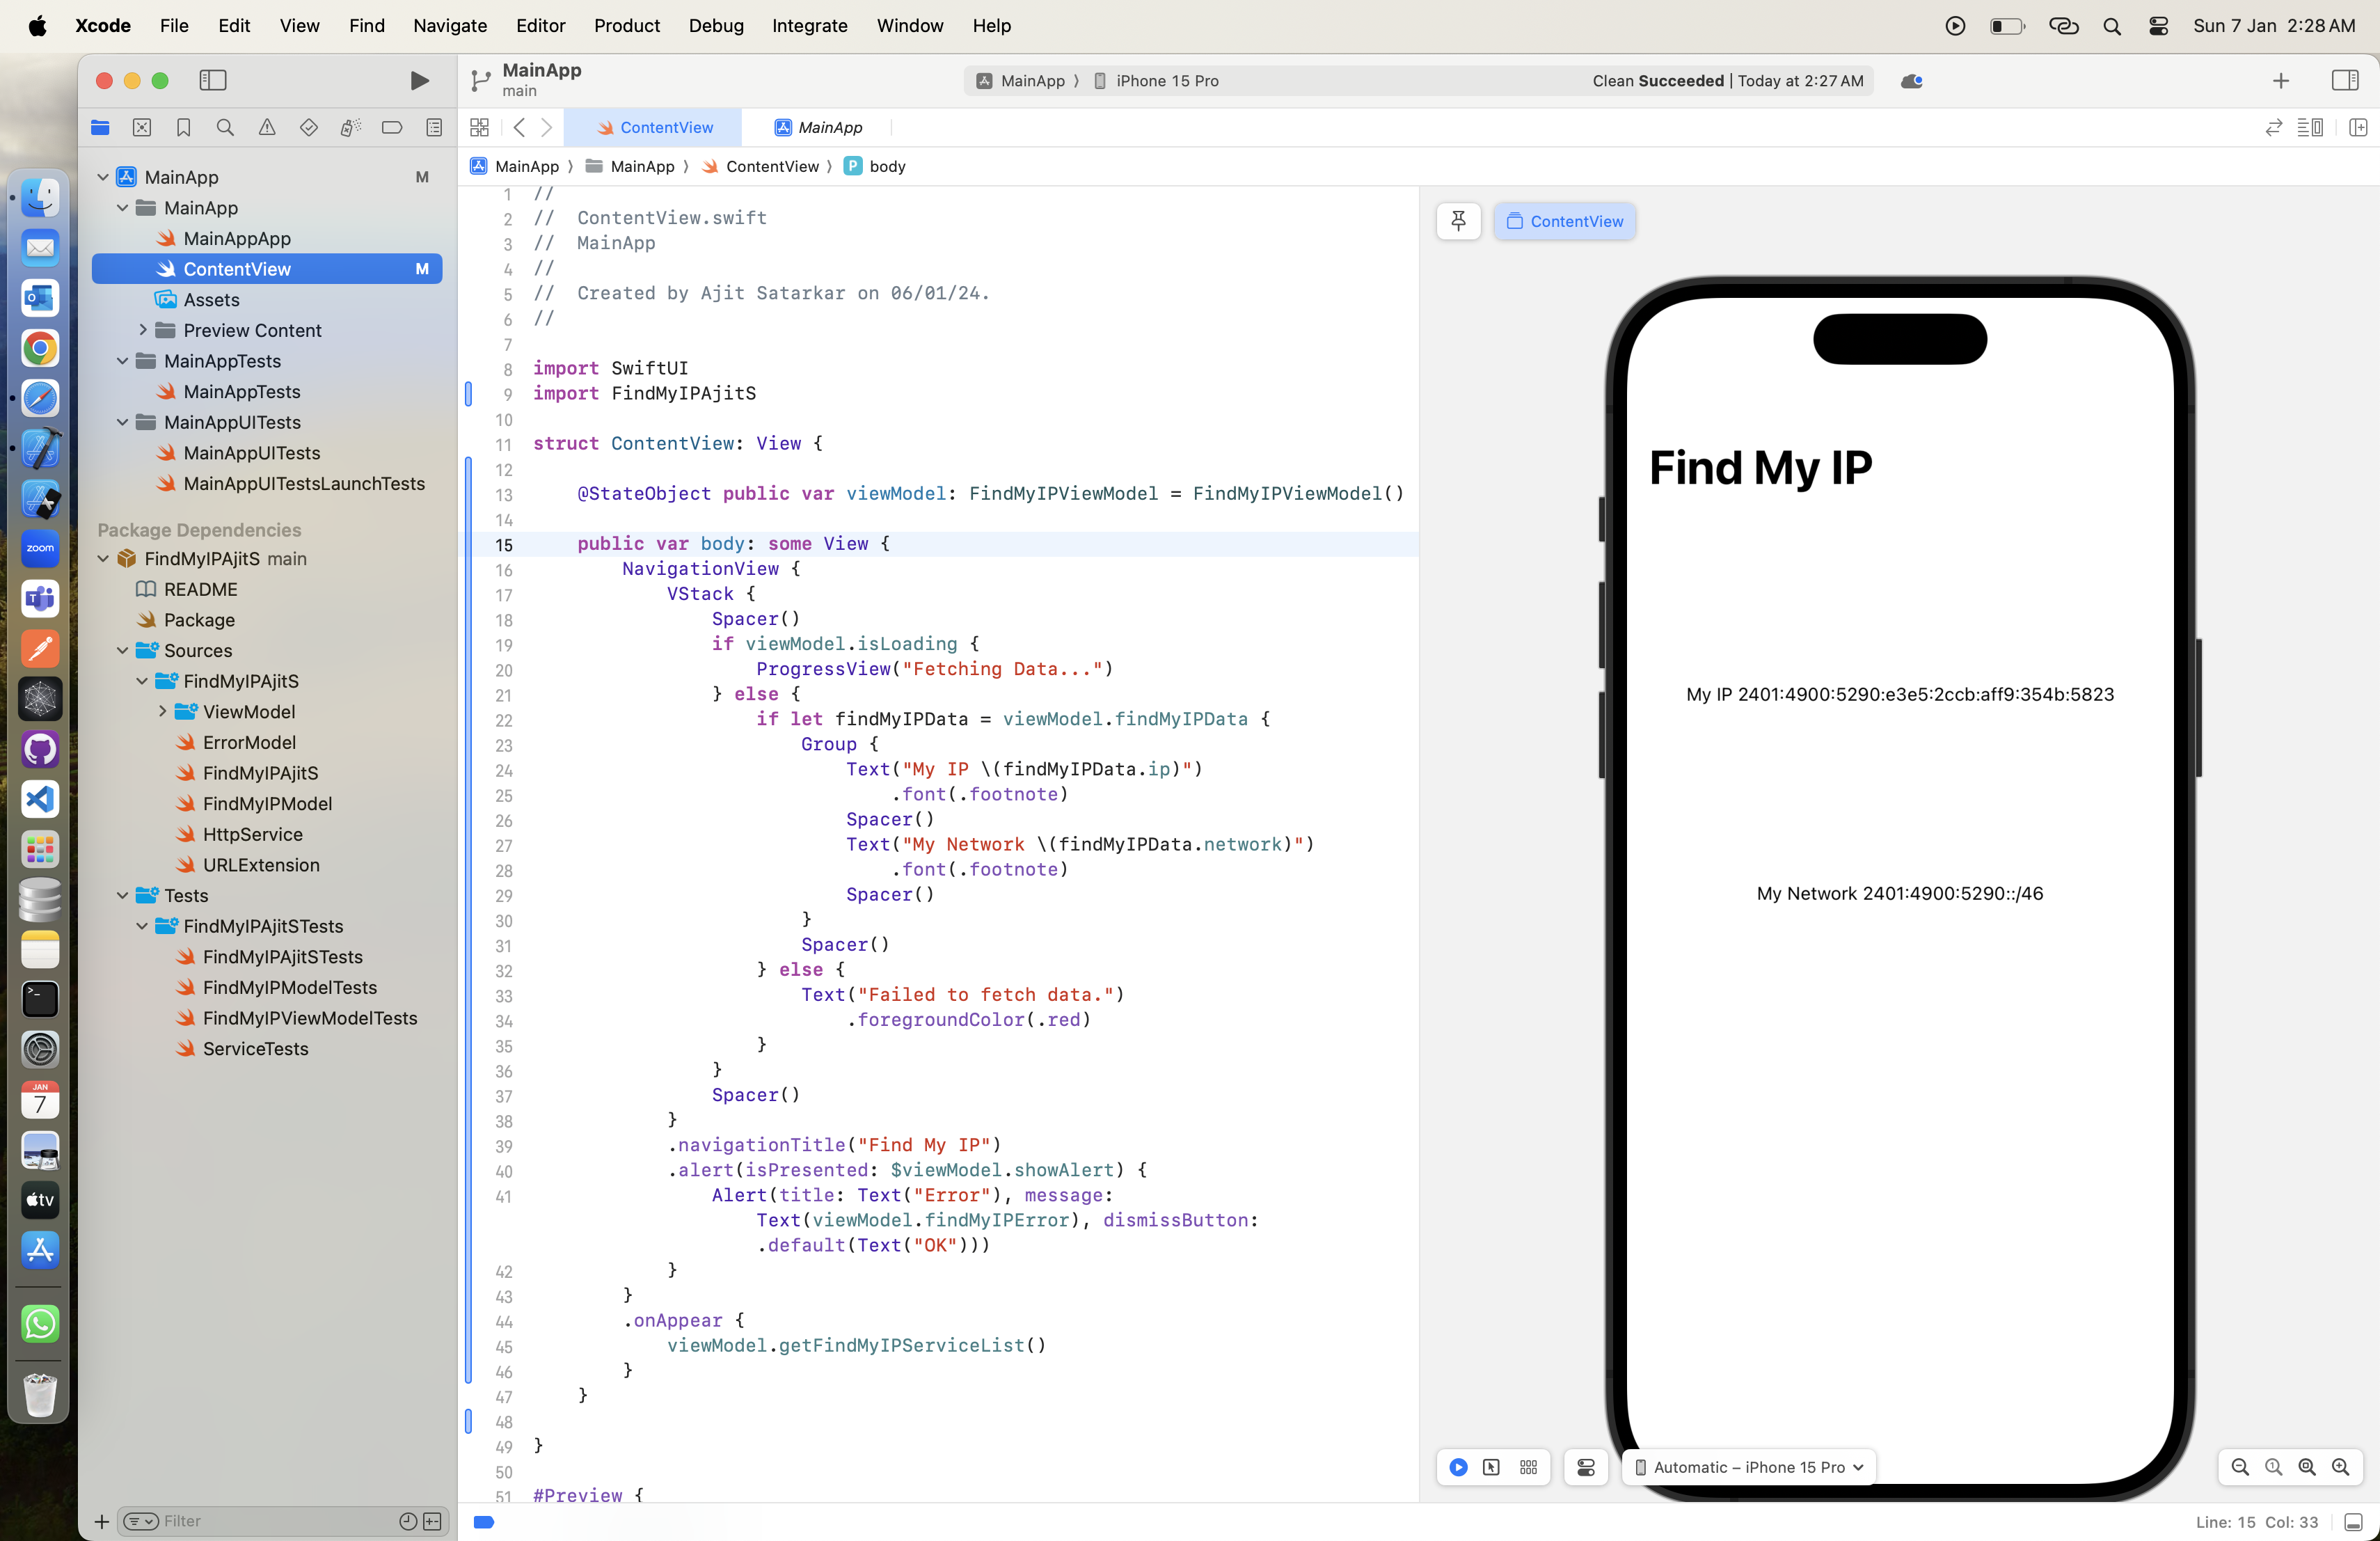 Xcode File Edit View Find Navigate Editor Product Debug Integrate Window Help Sun 7 Jan 2:28 AM
MainApp
main
MainApp 〉 iPhone 15 Pro
Clean Succeeded | Today at 2:27 AM
ContentView
MainApp
MainApp 〉 MainApp 〉 ContentView 〉 P body
MainApp M
MainApp
MainAppApp
ContentView M
Assets
Preview Content
MainAppTests
MainAppTests
MainAppUITests
MainAppUITests
MainAppUITestsLaunchTests
Package Dependencies
FindMyIPAjitS main
README
Package
Sources
FindMyIPAjitS
ViewModel
ErrorModel
FindMyIPAjitS
FindMyIPModel
HttpService
URLExtension
Tests
FindMyIPAjitSTests
FindMyIPAjitSTests
FindMyIPModelTests
FindMyIPViewModelTests
ServiceTests
Filter
zoom
JAN
7
tv
1 //
2 //  ContentView.swift
3 //  MainApp
4 //
5 //  Created by Ajit Satarkar on 06/01/24.
6 //
7
8 import SwiftUI
9 import FindMyIPAjitS
10
11 struct ContentView: View {
12
13     @StateObject public var viewModel: FindMyIPViewModel = FindMyIPViewModel()
14
15     public var body: some View {
16         NavigationView {
17             VStack {
18                 Spacer()
19                 if viewModel.isLoading {
20                     ProgressView("Fetching Data...")
21                 } else {
22                     if let findMyIPData = viewModel.findMyIPData {
23                         Group {
24                             Text("My IP \(findMyIPData.ip)")
25                                 .font(.footnote)
26                             Spacer()
27                             Text("My Network \(findMyIPData.network)")
28                                 .font(.footnote)
29                             Spacer()
30                         }
31                         Spacer()
32                     } else {
33                         Text("Failed to fetch data.")
34                             .foregroundColor(.red)
35                     }
36                 }
37                 Spacer()
38             }
39             .navigationTitle("Find My IP")
40             .alert(isPresented: $viewModel.showAlert) {
41                 Alert(title: Text("Error"), message:
                    Text(viewModel.findMyIPError), dismissButton:
                    .default(Text("OK")))
42             }
43         }
44         .onAppear {
45             viewModel.getFindMyIPServiceList()
46         }
47     }
48
49 }
50
51 #Preview {
ContentView
Find My IP
My IP 2401:4900:5290:e3e5:2ccb:aff9:354b:5823
My Network 2401:4900:5290::/46
Automatic – iPhone 15 Pro
Line: 15 Col: 33